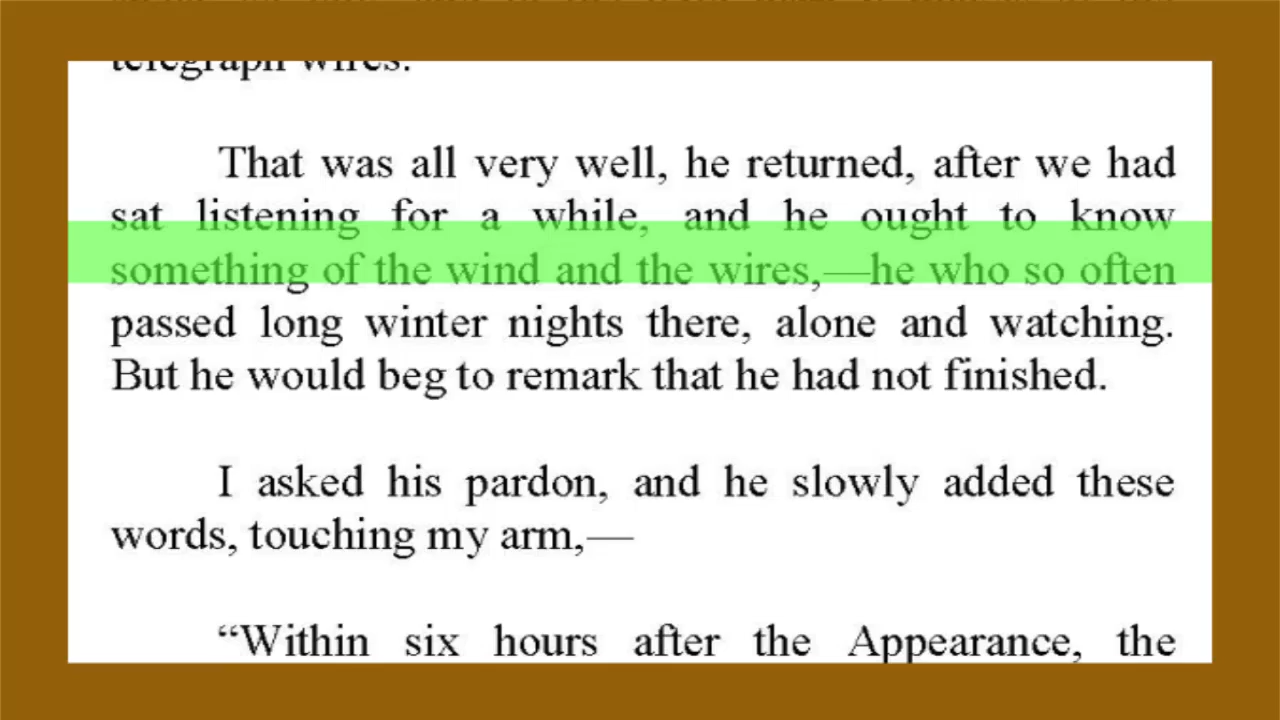 telegraph wires.
That was all very well, he returned, after we had
sat listening for a while, and he ought to know
something of the wind and the wires,—he who so often
passed long winter nights there, alone and watching.
But he would beg to remark that he had not finished.
I asked his pardon, and he slowly added these
words, touching my arm,—
“Within six hours after the Appearance, the